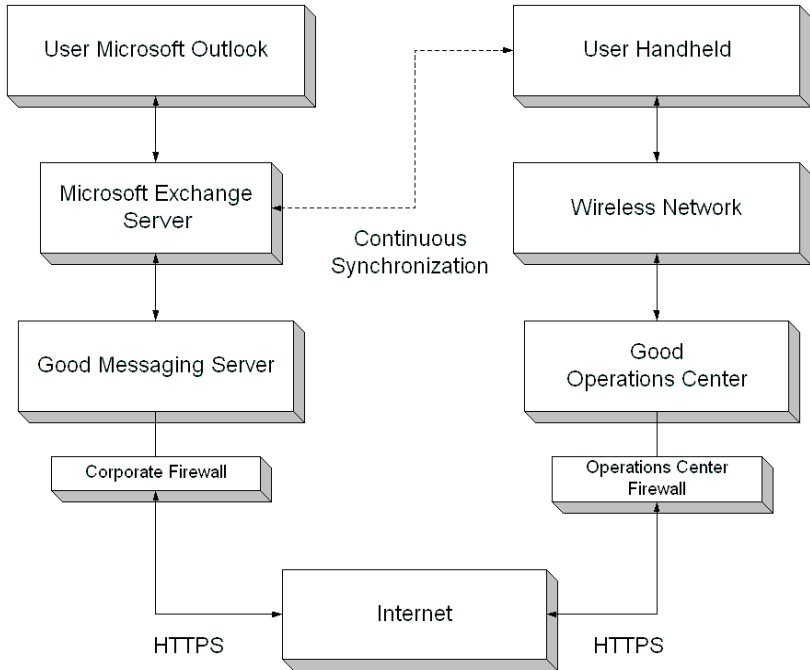 User Microsoft Outlook
User Handheld
Microsoft Exchange
Server
Wireless Network
Continuous
Synchronization
Good Messaging Server
Good
Operations Center
Corporate Firewall
Operations Center
Firewall
Internet
HTTPS
HTTPS